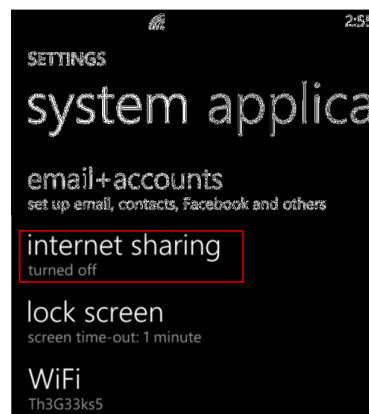 2:55
SETTINGS
system applica
email+accounts
set up email, contacts, Facebook and others
internet sharing
turned off
lock screen
screen time-out: 1 minute
WiFi
Th3G33ks5